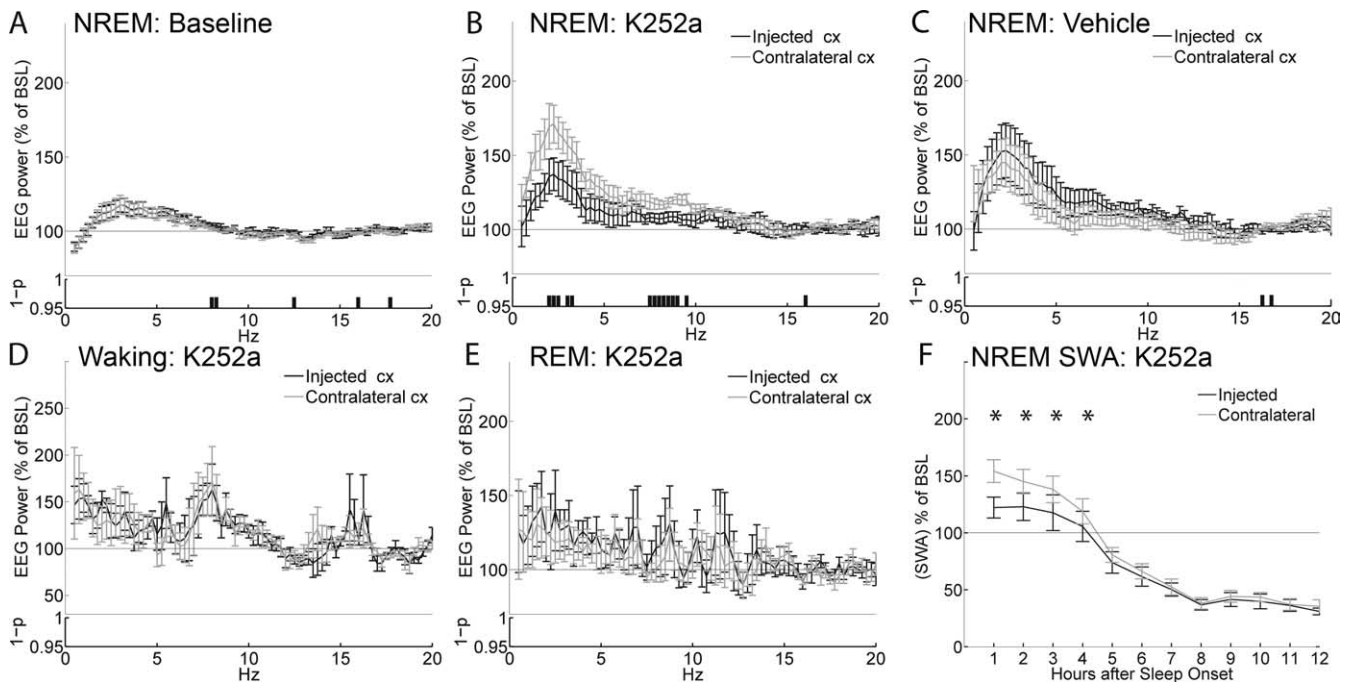 A NREM: Baseline
EEG power (% of BSL)
200
150
100
1-p
1
0.95
0 5 10 15 20
Hz
B NREM: K252a
Injected cx
Contralateral cx
EEG Power (% of BSL)
200
150
100
1-p
1
0.95
0 5 10 15 20
Hz
C NREM: Vehicle
Injected cx
Contralateral cx
EEG Power (% of BSL)
200
150
100
1-p
1
0.95
0 5 10 15 20
Hz
D Waking: K252a
Injected cx
Contralateral cx
EEG Power (% of BSL)
250
200
150
100
50
1-p
1
0.95
0 5 10 15 20
Hz
E REM: K252a
Injected cx
Contralateral cx
EEG Power (% of BSL)
200
150
100
1-p
1
0.95
0 5 10 15 20
Hz
F NREM SWA: K252a
Injected
Contralateral
(SWA) % of BSL
200
150
100
50
0
* * * *
1 2 3 4 5 6 7 8 9 10 11 12
Hours after Sleep Onset